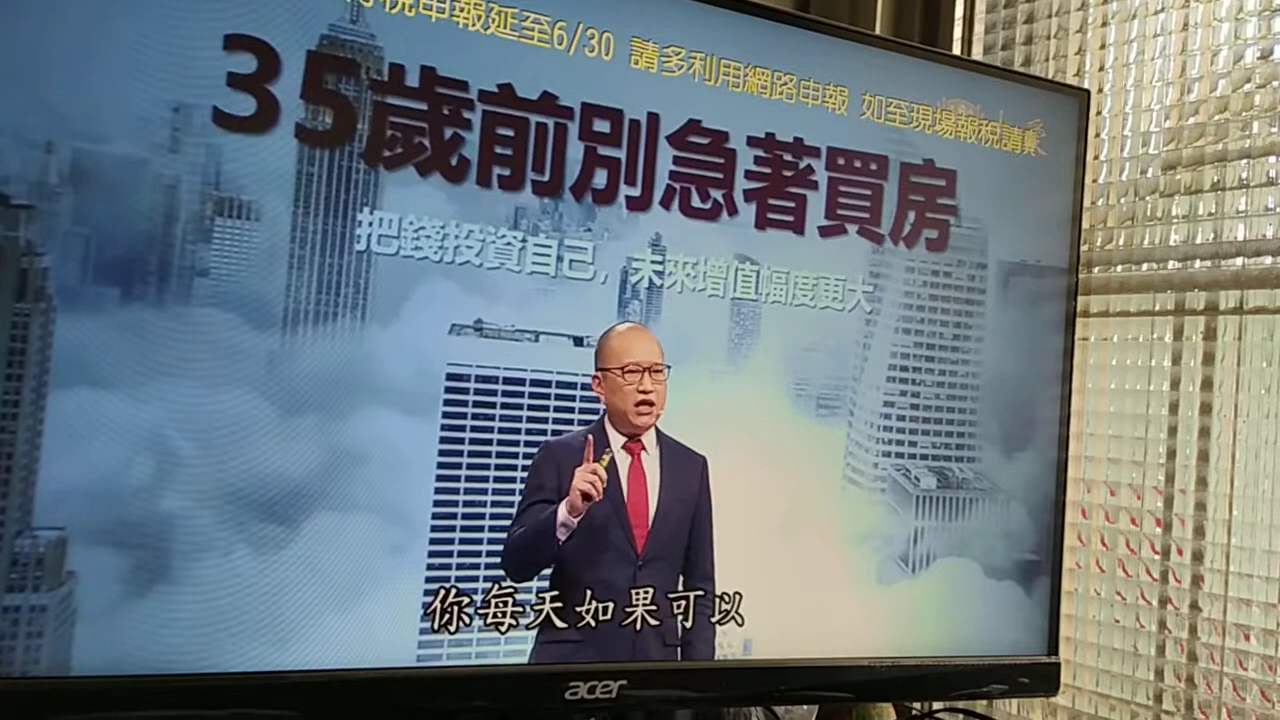 稅申報延至6/30 請多利用網路申報 如至現場報稅請
35歲前別急著買房
把錢投資自己，未來增值幅度更大
你每天如果可以
acer